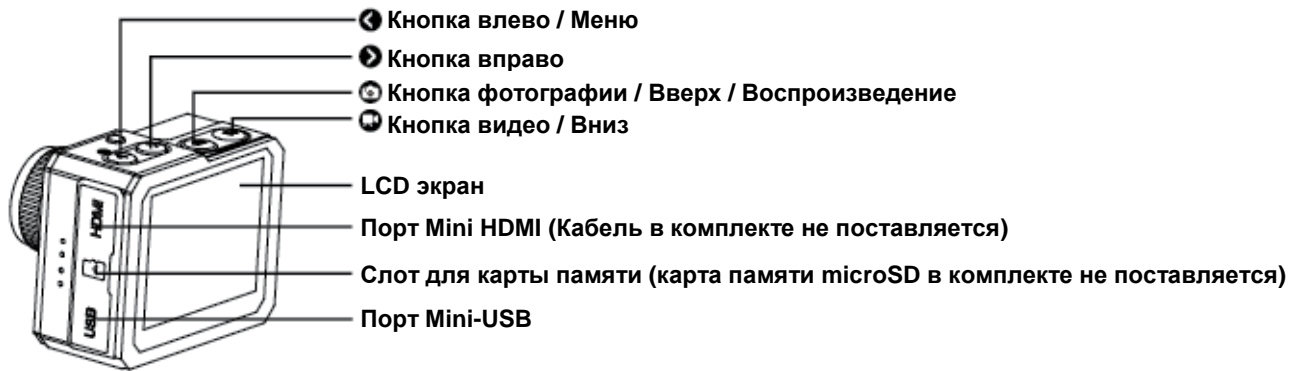 Кнопка влево / Меню
Кнопка вправо
Кнопка фотографии / Вверх / Воспроизведение
Кнопка видео / Вниз
LCD экран
HDMI
Порт Mini HDMI (Кабель в комплекте не поставляется)
Слот для карты памяти (карта памяти microSD в комплекте не поставляется)
USB
Порт Mini-USB